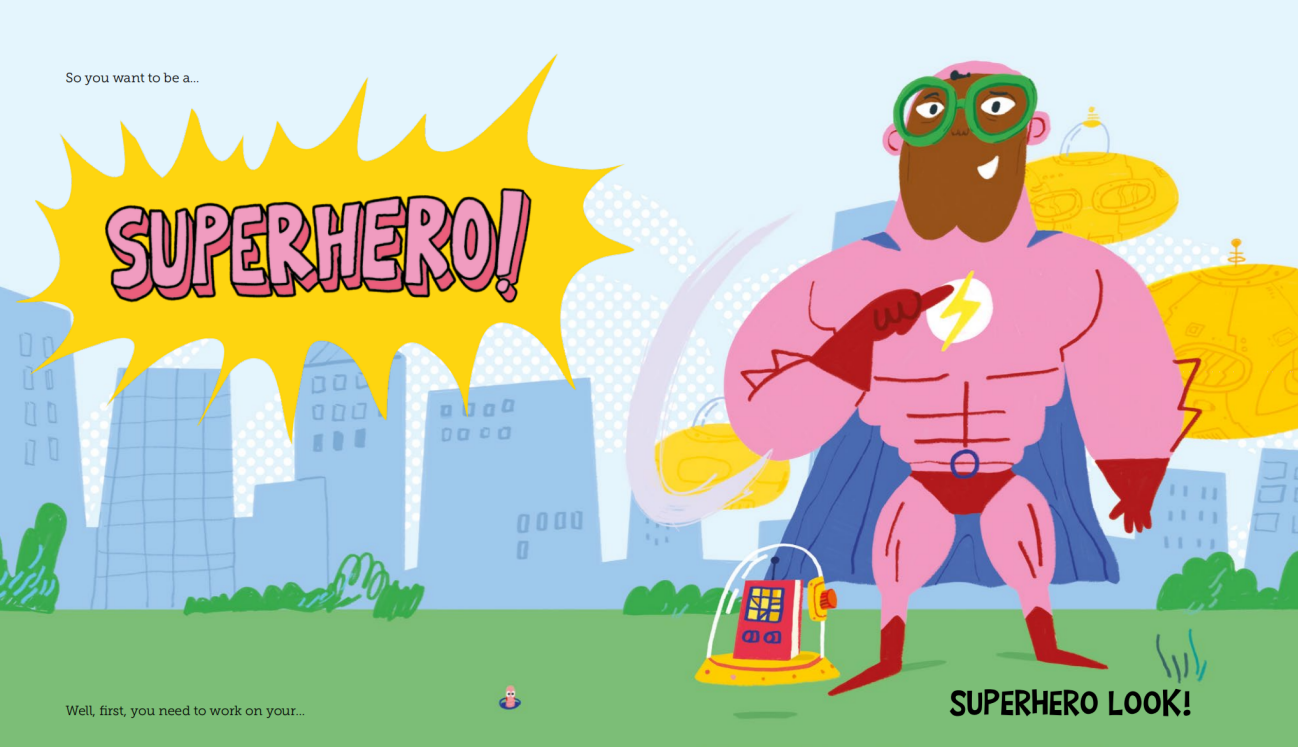 So you want to be a...
SUPERHERO!
Well, first, you need to work on your...
SUPERHERO LOOK!